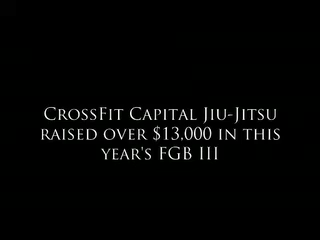 CrossFit Capital Jiu-Jitsu
raised over $13,000 in this
year's FGB III